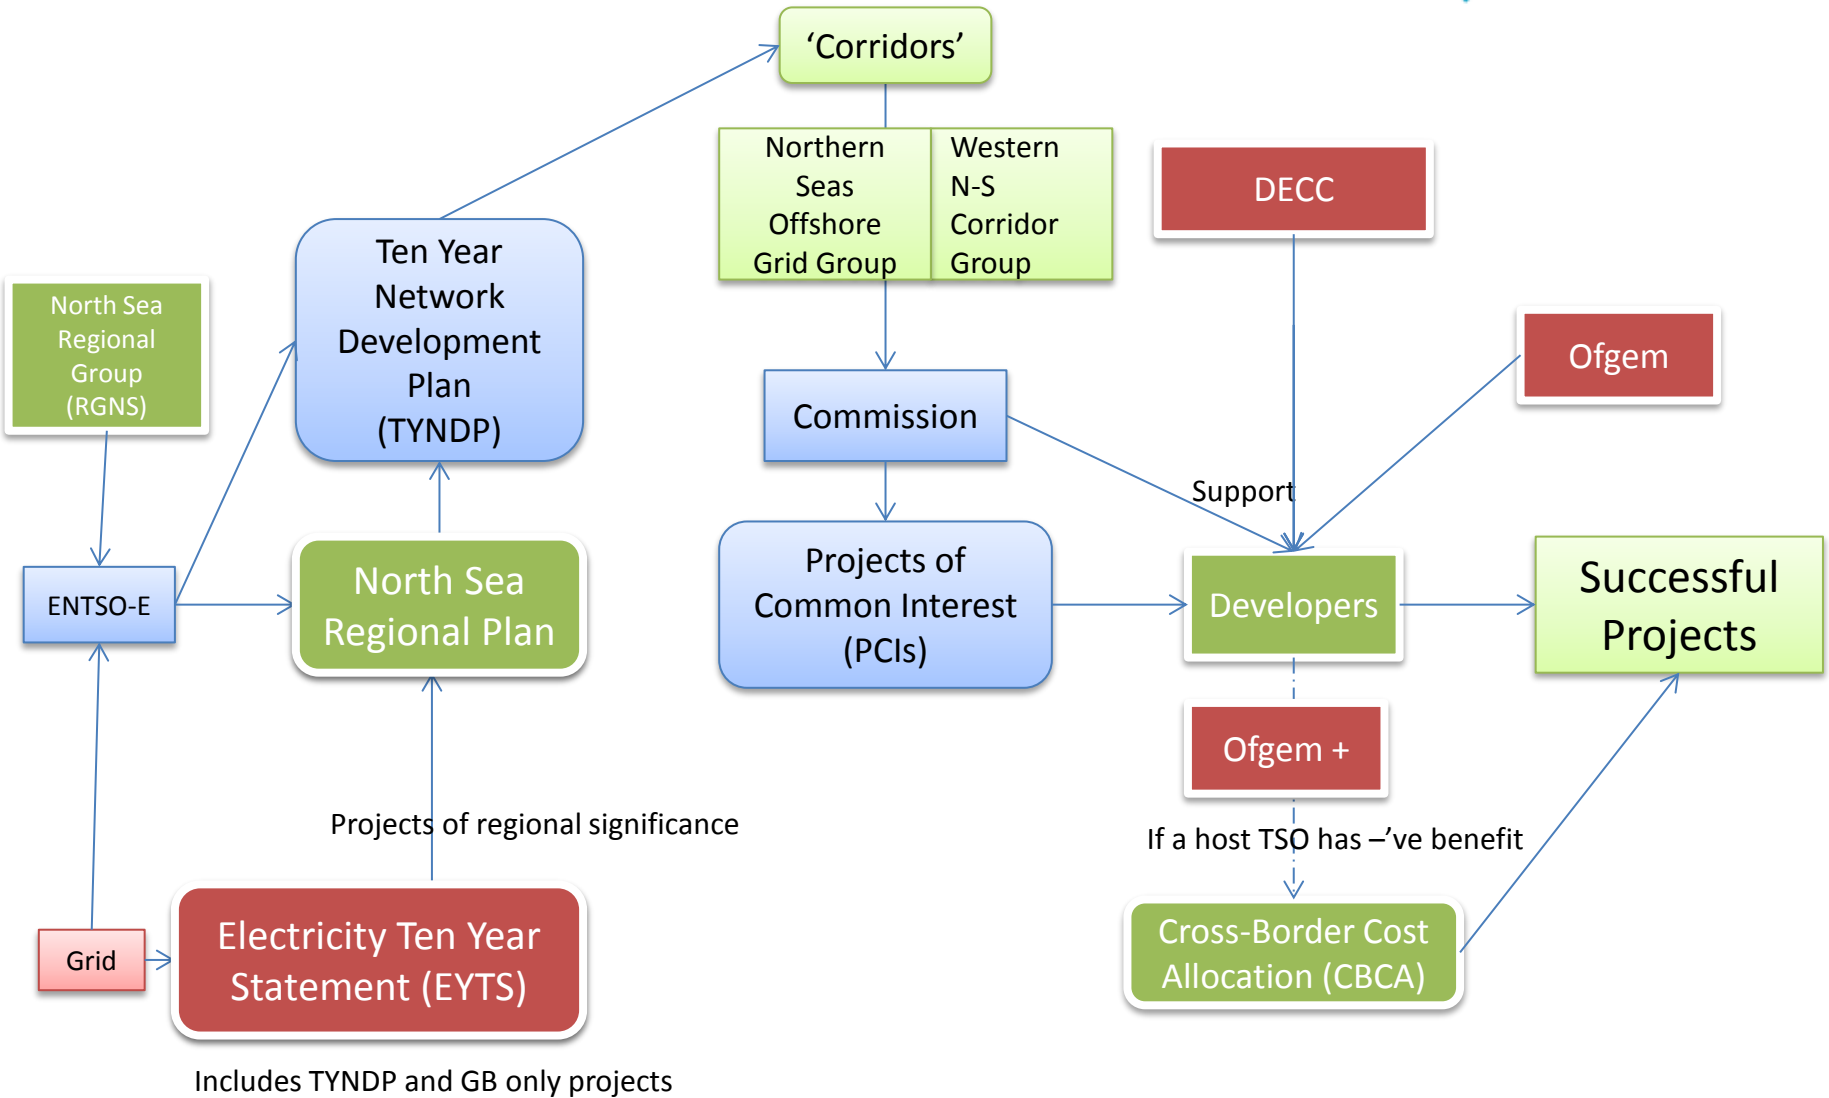 ‘Corridors’
Northern
Seas
Offshore
Grid Group
Western
N-S
Corridor
Group
DECC
Ten Year
Network
Development
Plan
(TYNDP)
North Sea
Regional
Group
(RGNS)
Ofgem
Commission
Support
ENTSO-E
North Sea
Regional Plan
Projects of
Common Interest
(PCIs)
Developers
Successful
Projects
Ofgem +
Projects of regional significance
If a host TSO has –’ve benefit
Grid
Electricity Ten Year
Statement (EYTS)
Cross-Border Cost
Allocation (CBCA)
Includes TYNDP and GB only projects